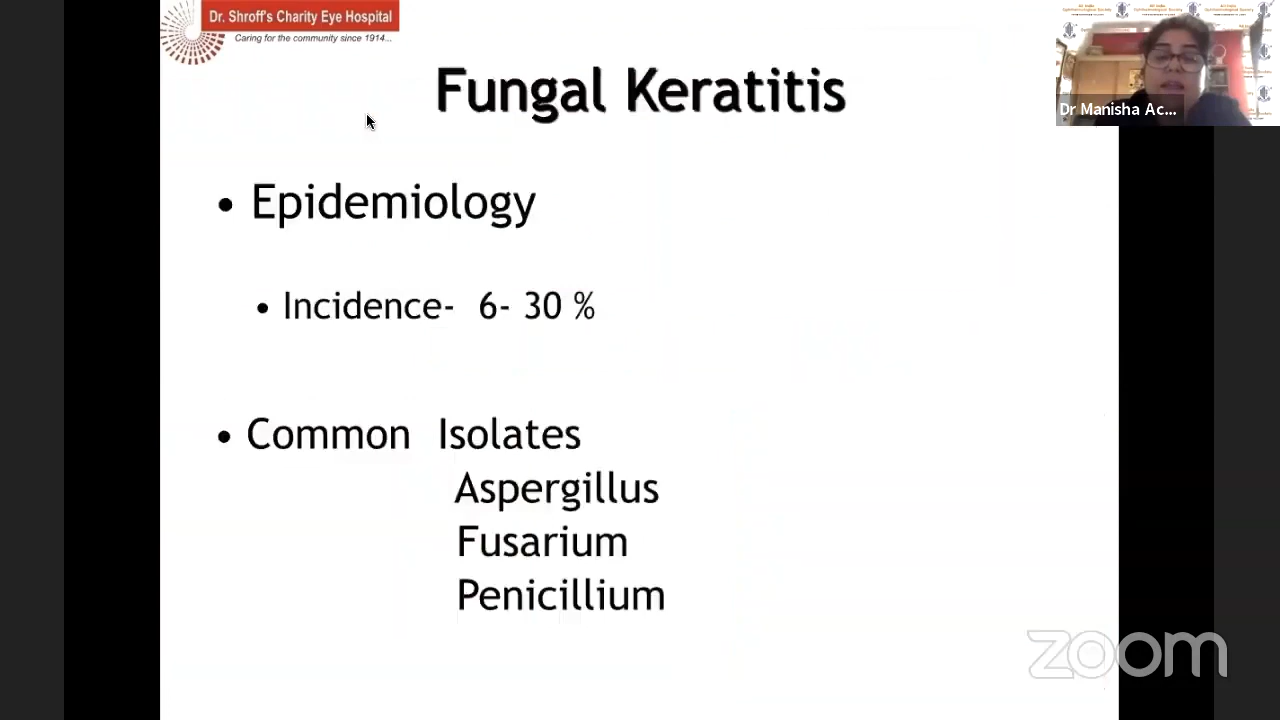 Dr. Shroff's Charity Eye Hospital
Caring for the community since 1914...
Fungal Keratitis
Dr Manisha Ac...
• Epidemiology
• Incidence- 6- 30 %
• Common Isolates
Aspergillus
Fusarium
Penicillium
zoom